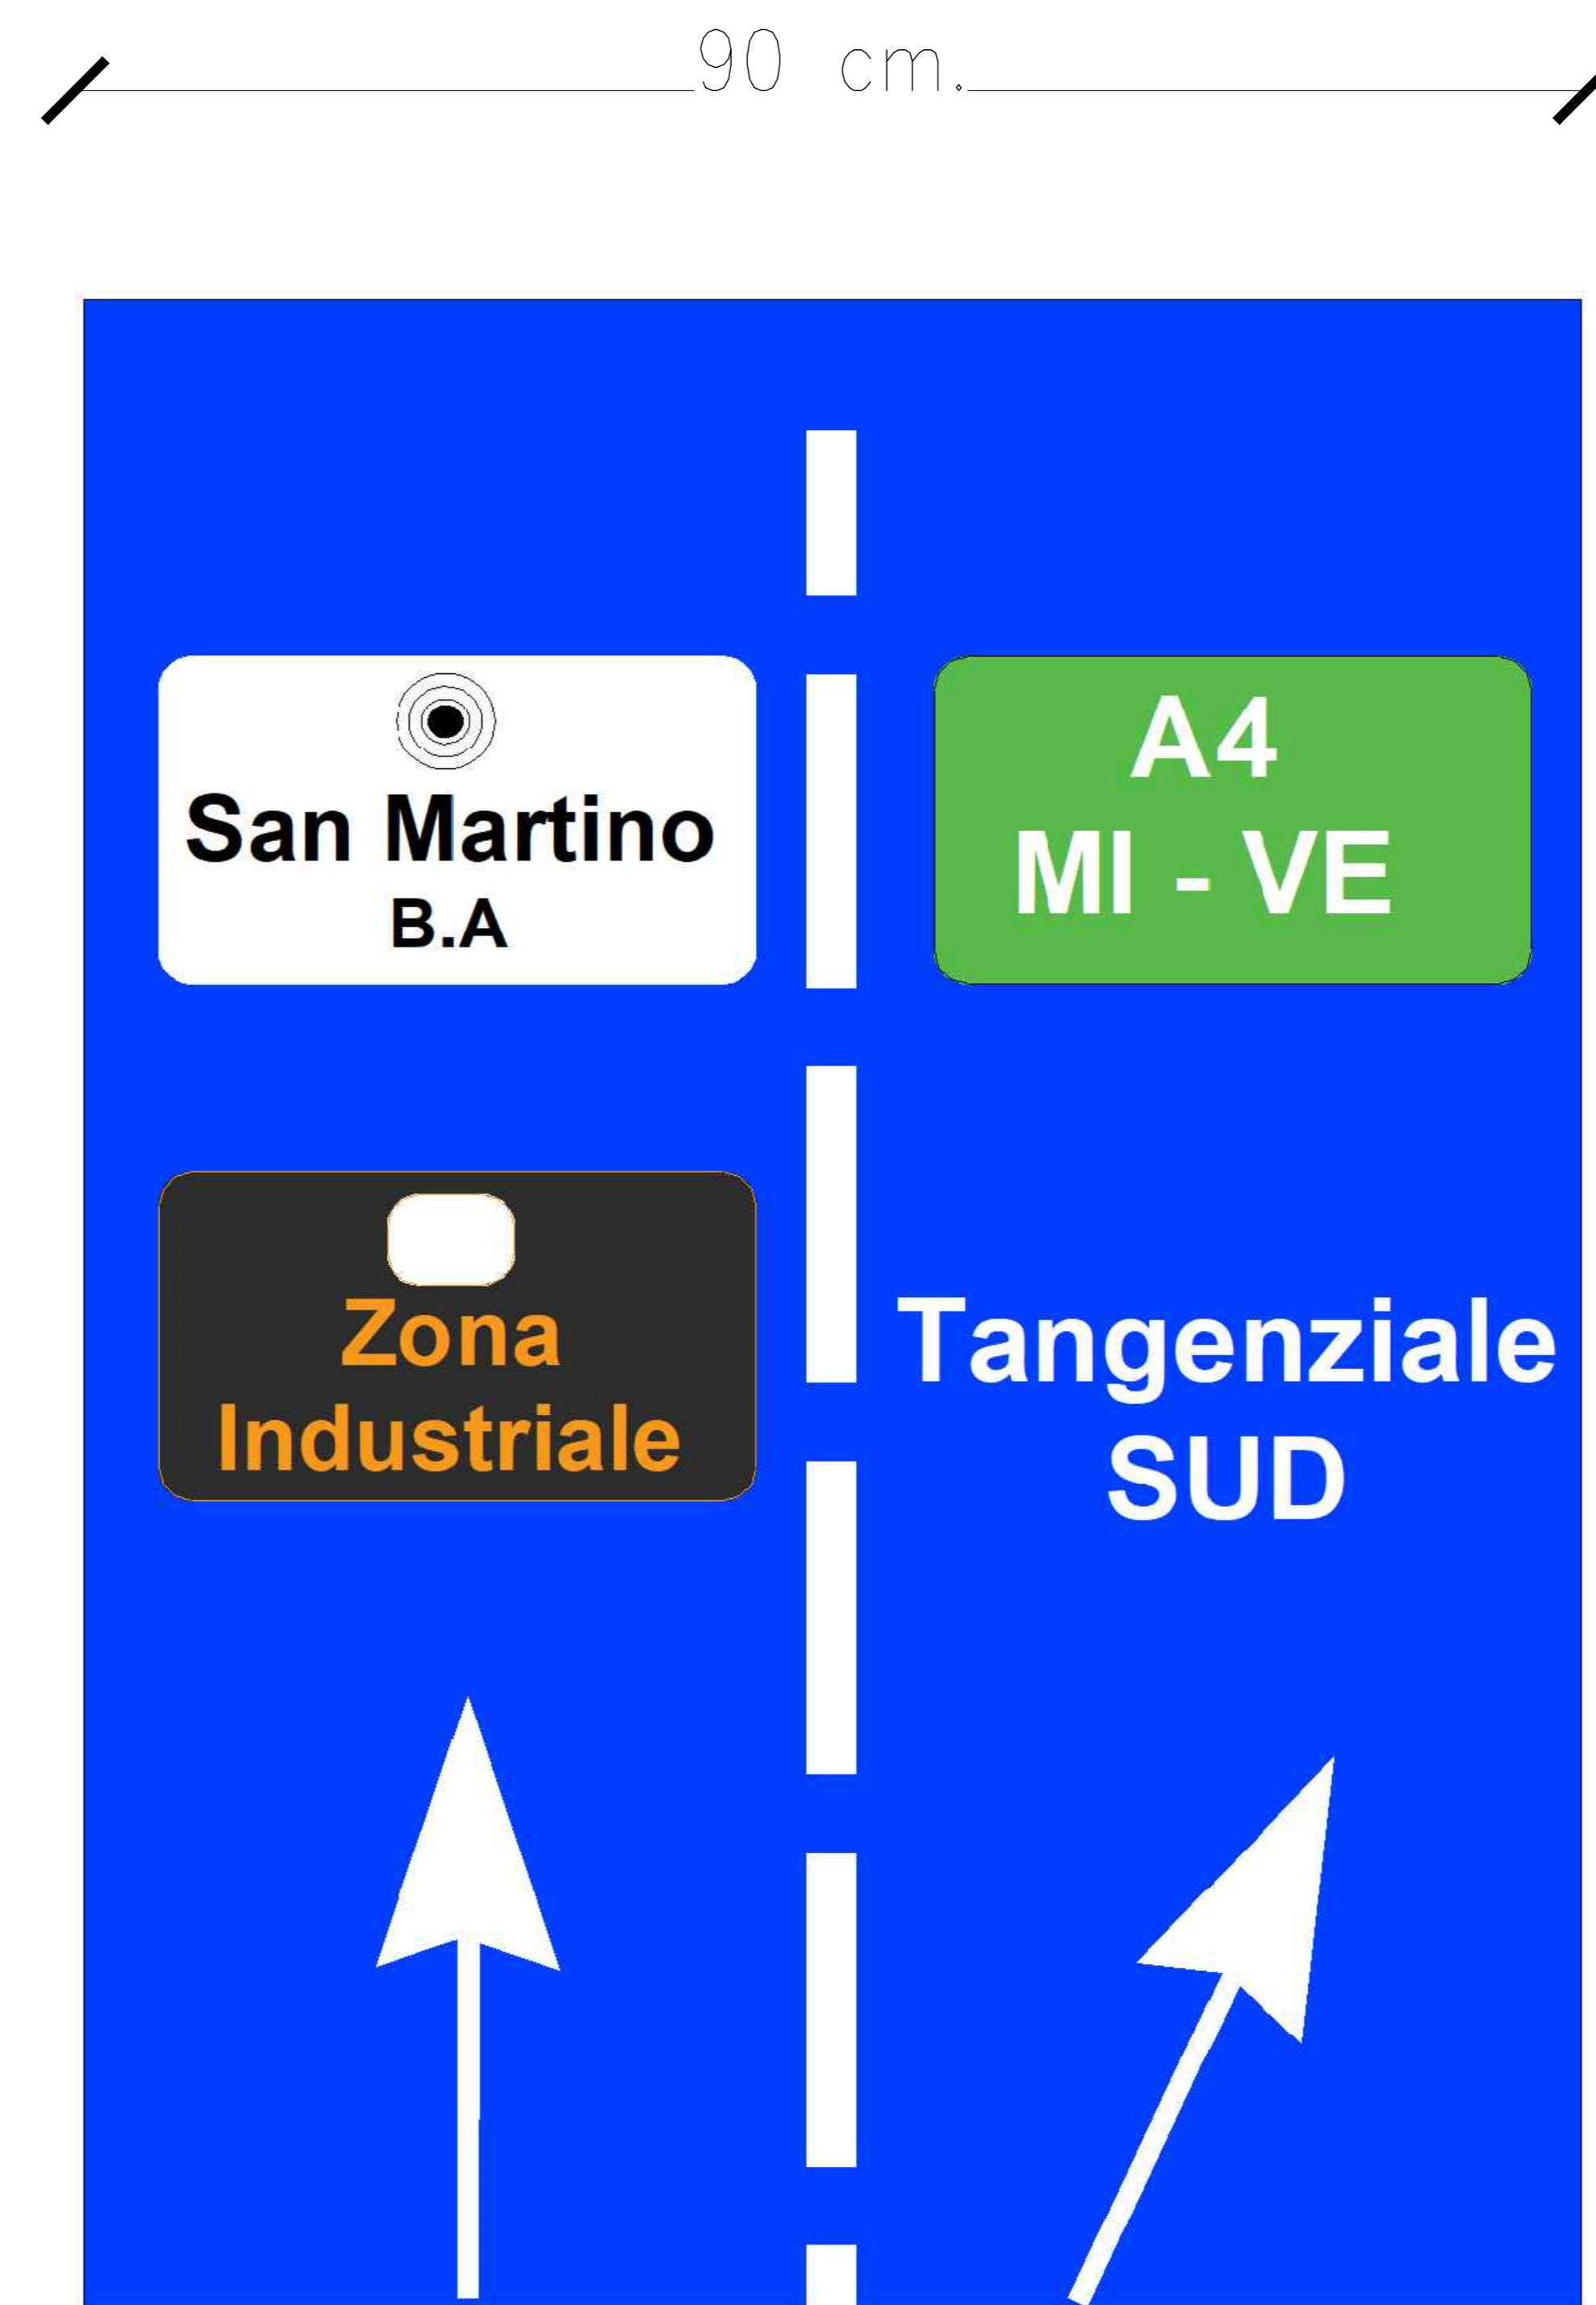 90 cm.
San Martino
B.A
A4
MI - VE
Zona
Industriale
Tangenziale
SUD